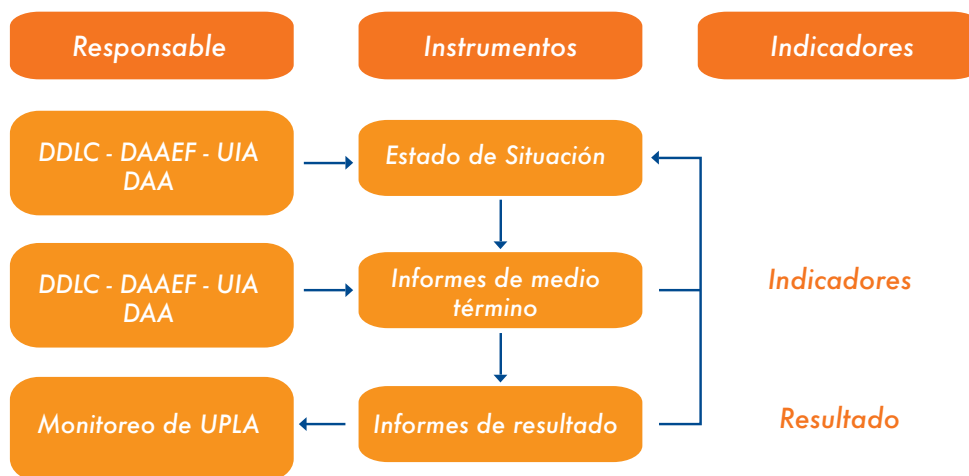 Responsable
Instrumentos
Indicadores
DDLC - DAAEF - UIA
DAA
Estado de Situación
DDLC - DAAEF - UIA
DAA
Informes de medio
término
Indicadores
Monitoreo de UPLA
Informes de resultado
Resultado